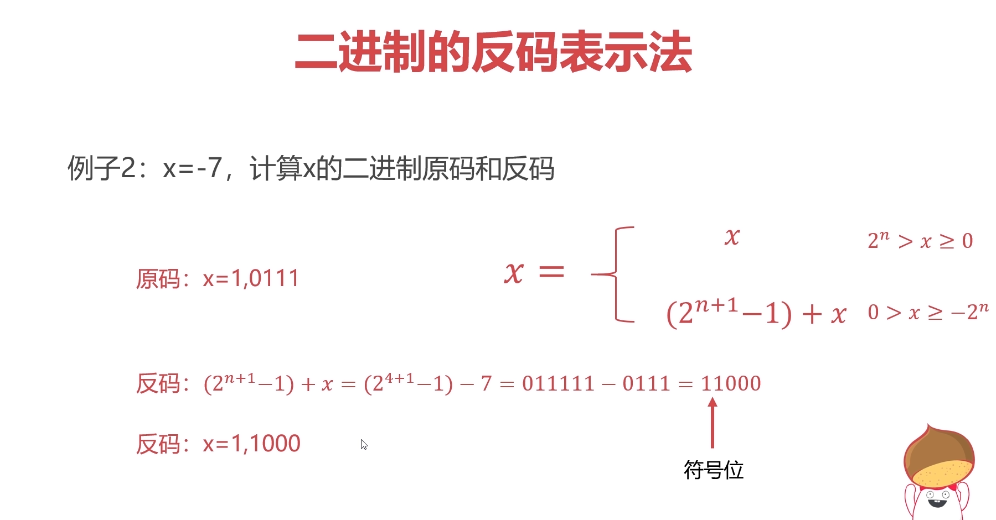 二进制的反码表示法
例子2：x=-7，计算x的二进制原码和反码
原码：x=1,0111
x = { x 2ⁿ > x ≥ 0
(2ⁿ⁺¹−1) + x 0 > x ≥ −2ⁿ
反码：(2ⁿ⁺¹−1) + x = (2⁴⁺¹−1) − 7 = 011111 − 0111 = 11000
反码：x=1,1000
符号位